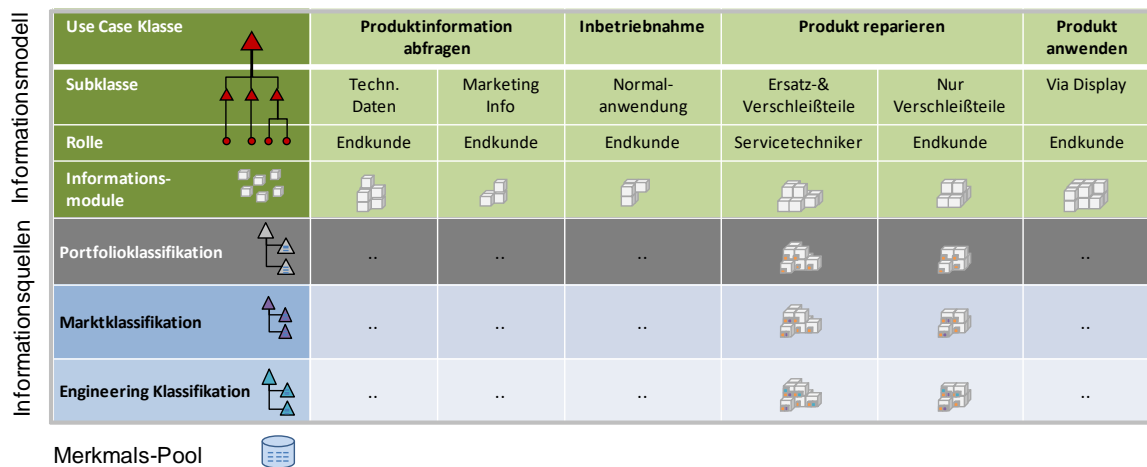 Informationsmodell
Informationsquellen
Use Case Klasse
Produktinformation
abfragen
Inbetriebnahme
Produkt reparieren
Produkt
anwenden
Subklasse
Techn.
Daten
Marketing
Info
Normal-
anwendung
Ersatz-&
Verschleißteile
Nur
Verschleißteile
Via Display
Rolle
Endkunde
Endkunde
Endkunde
Servicetechniker
Endkunde
Endkunde
Informations-
module
Portfolioklassifikation
..
..
..
..
Marktklassifikation
..
..
..
..
Engineering Klassifikation
..
..
..
..
Merkmals-Pool